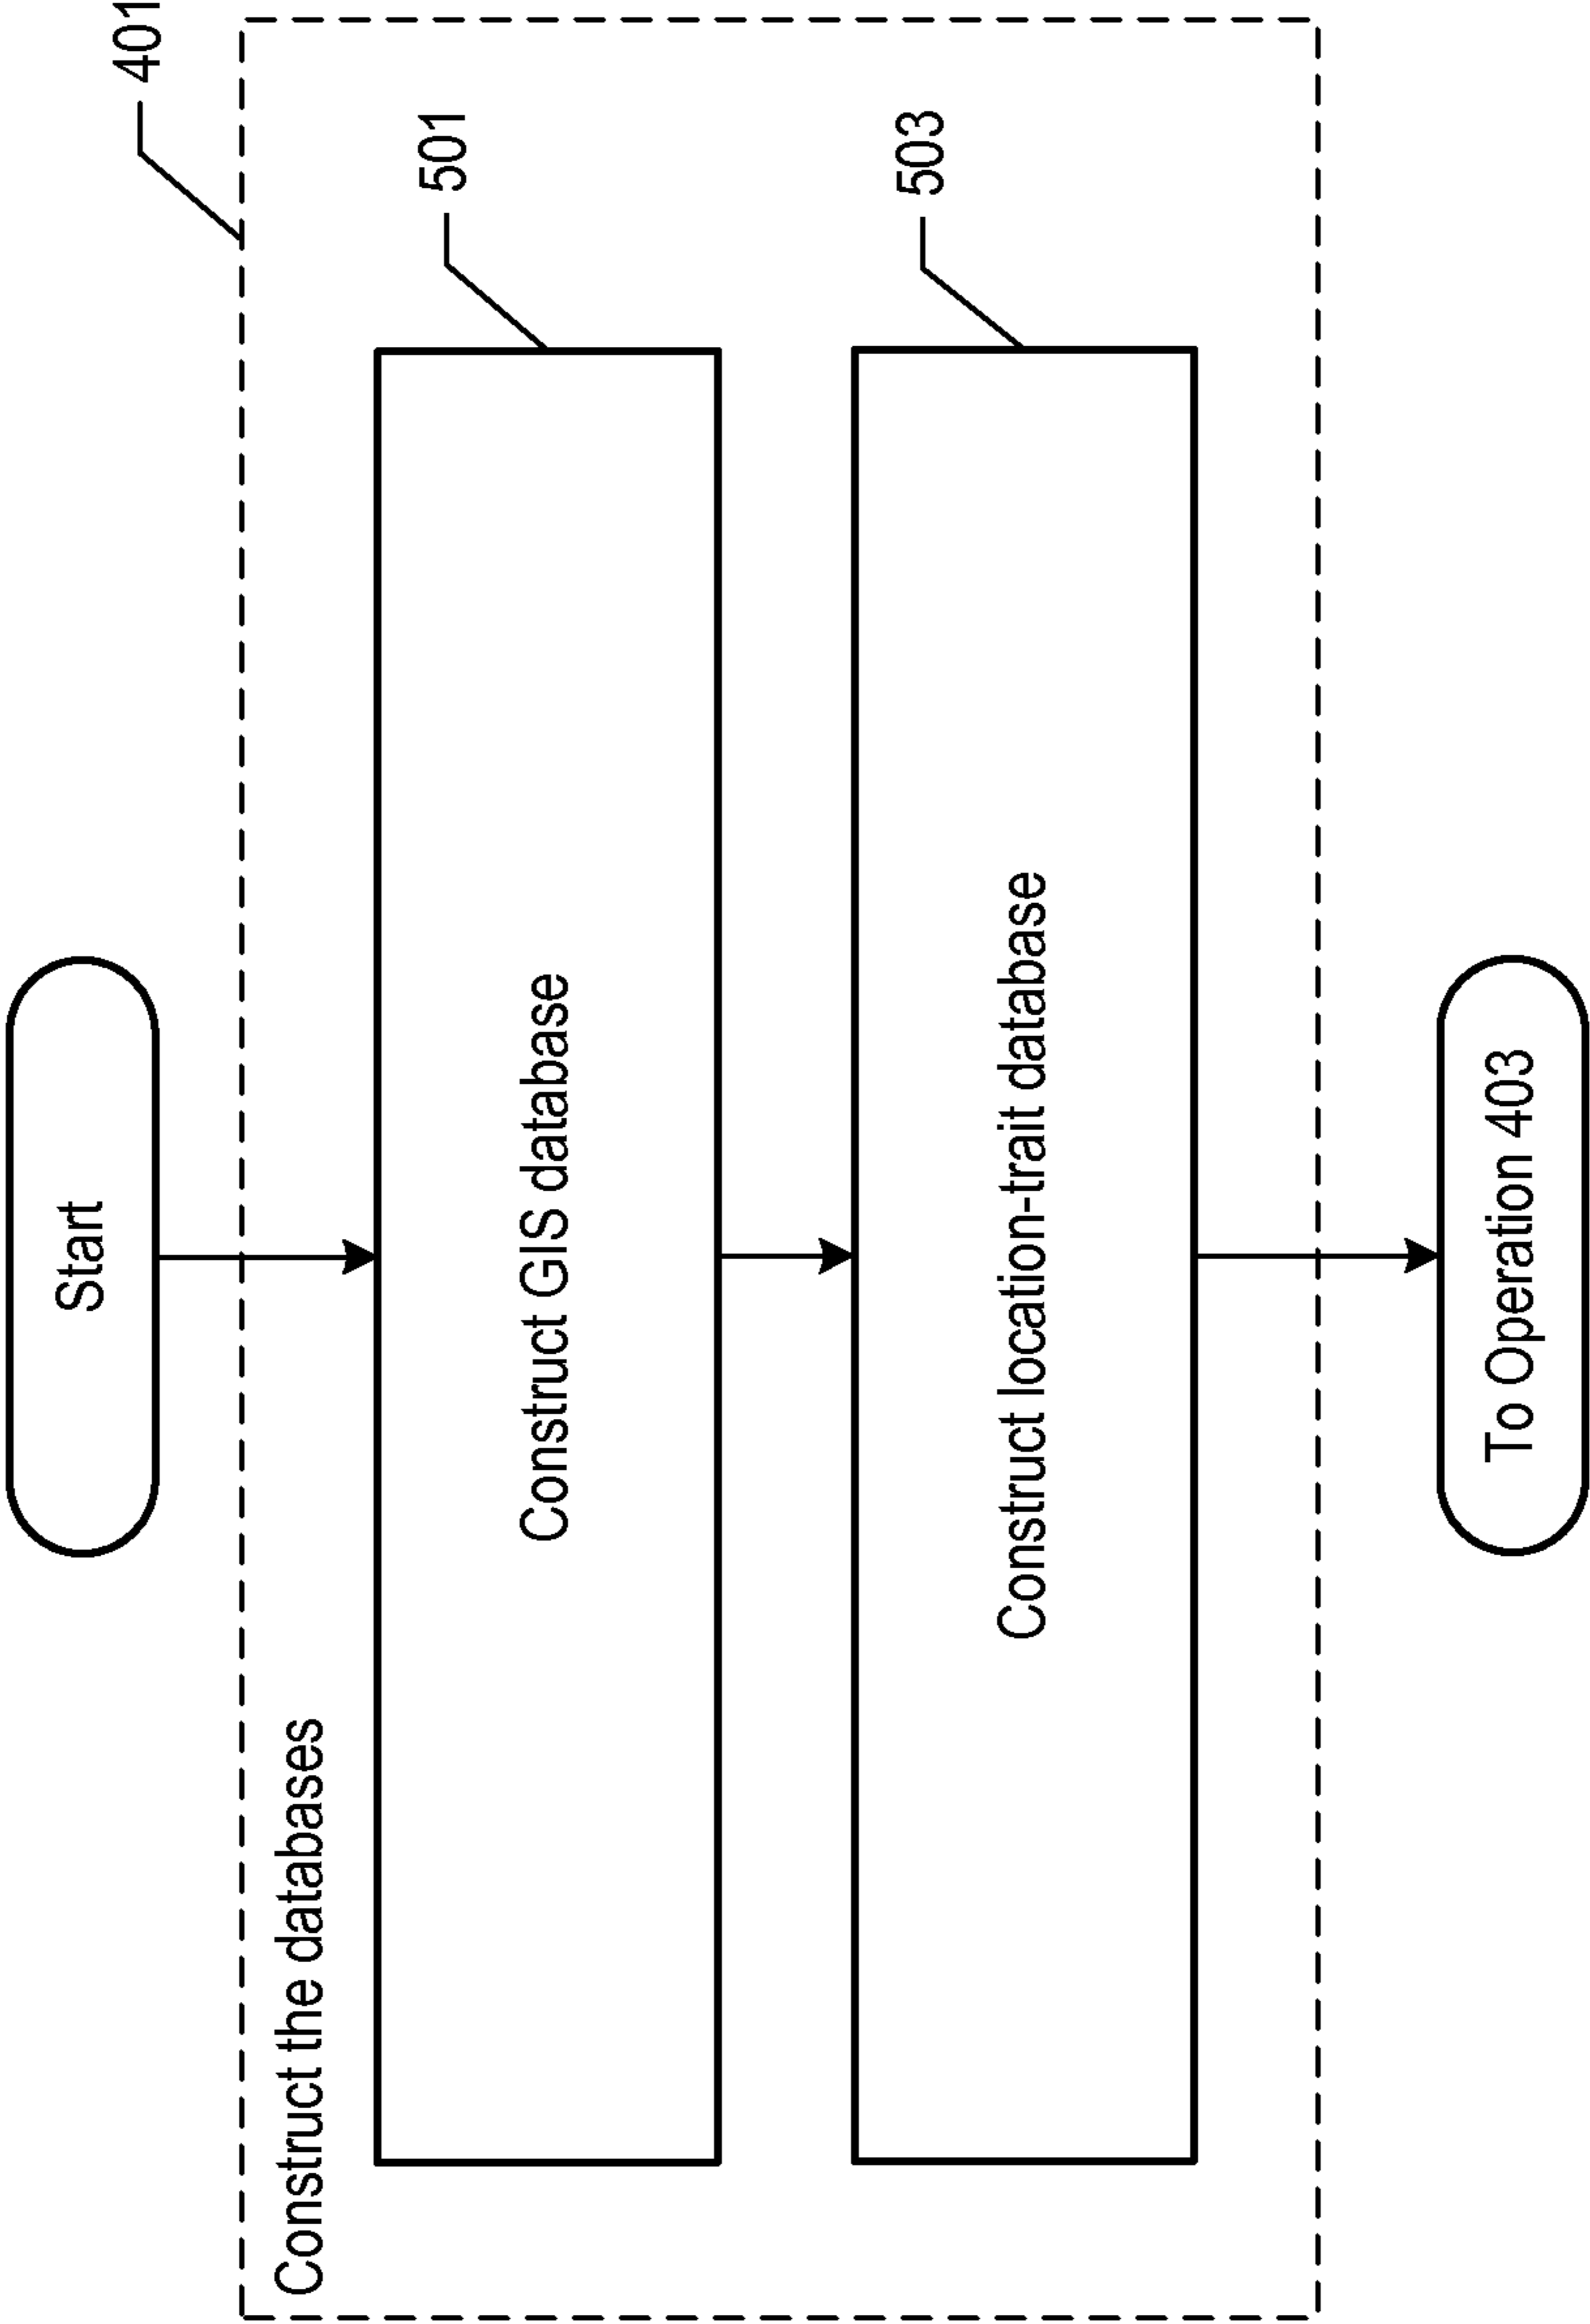 Start
401
Construct the databases
501
Construct GIS database
503
Construct location-trait database
To Operation 403